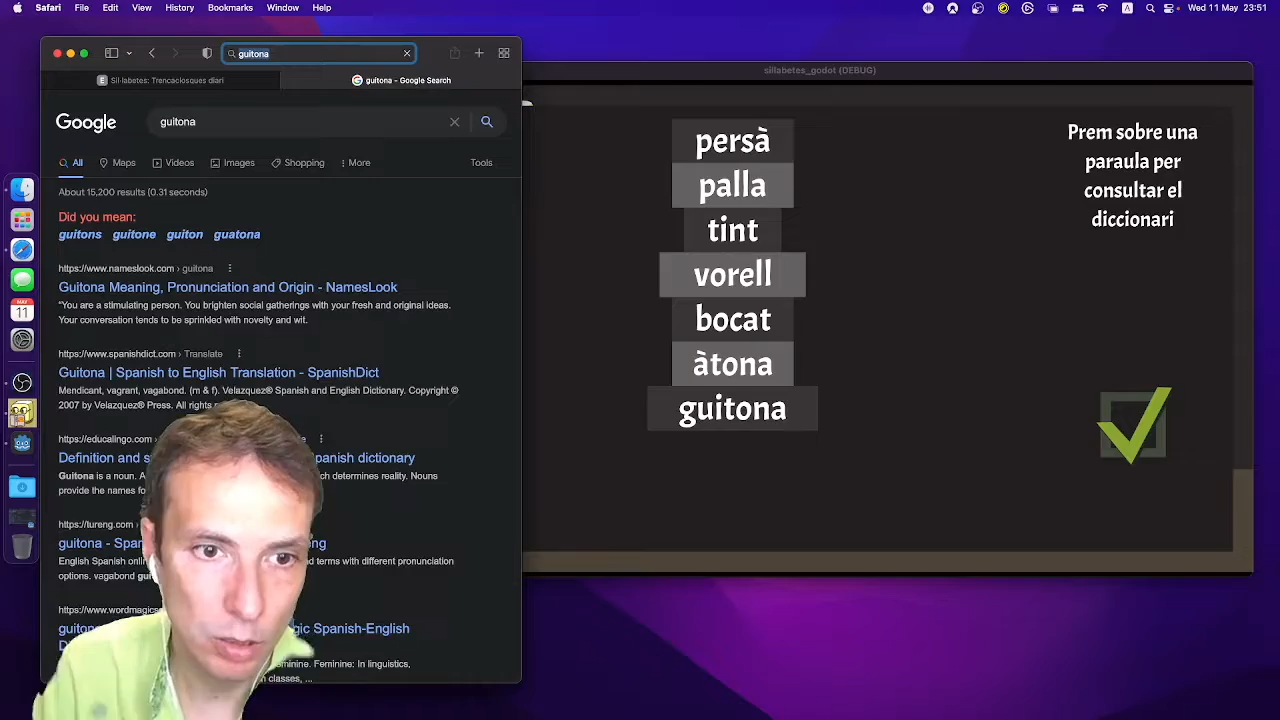 Safari File Edit View History Bookmarks Window Help
Wed 11 May 23:51
guitona
Síl·labetes: Trencaclosques diari
guitona - Google Search
sillabetes_godot (DEBUG)
Google
guitona
All Maps Videos Images Shopping More Tools
About 15,200 results (0.31 seconds)
Did you mean:
guitons guitone guiton guatona
https://www.nameslook.com › guitona
Guitona Meaning, Pronunciation and Origin - NamesLook
"You are a stimulating person. You brighten social gatherings with your fresh and original ideas.
Your conversation tends to be sprinkled with novelty and wit.
https://www.spanishdict.com › Translate
Guitona | Spanish to English Translation - SpanishDict
Mendicant, vagrant, vagabond. (m & f). Velazquez® Spanish and English Dictionary. Copyright ©
2007 by Velazquez® Press. All rights
https://educalingo.com
Definition and panish dictionary
Guitona is a noun. A ch determines reality. Nouns
provide the names fo
https://tureng.com
guitona - Spa ng
English Spanish online nd terms with different pronunciation
options. vagabond
https://www.wordmagics
guito gic Spanish-English
D
eminine. Feminine: In linguistics,
n classes, ...
persà
palla
tint
vorell
bocat
àtona
guitona
Prem sobre una
paraula per
consultar el
diccionari
MAY
11